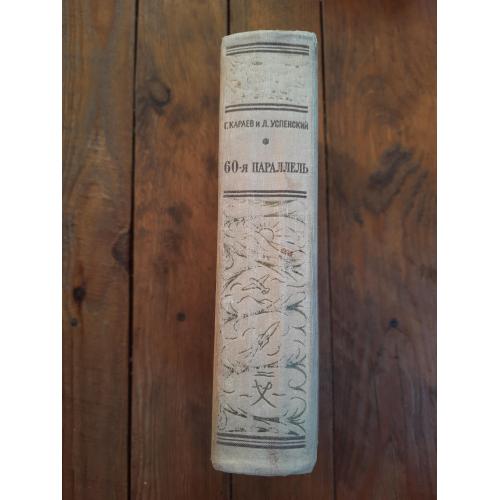 Г. КАРАЕВ И Л. УСПЕНСКИЙ
60-я ПАРАЛЛЕЛЬ